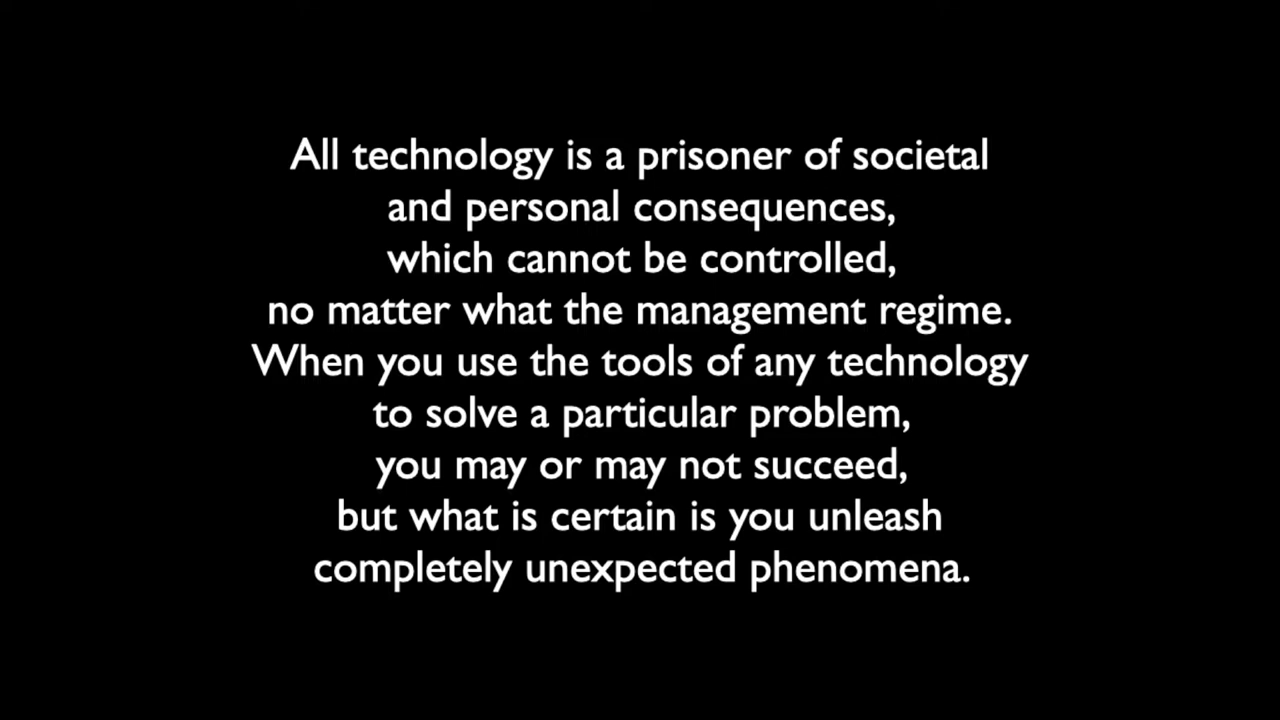 All technology is a prisoner of societal
and personal consequences,
which cannot be controlled,
no matter what the management regime.
When you use the tools of any technology
to solve a particular problem,
you may or may not succeed,
but what is certain is you unleash
completely unexpected phenomena.